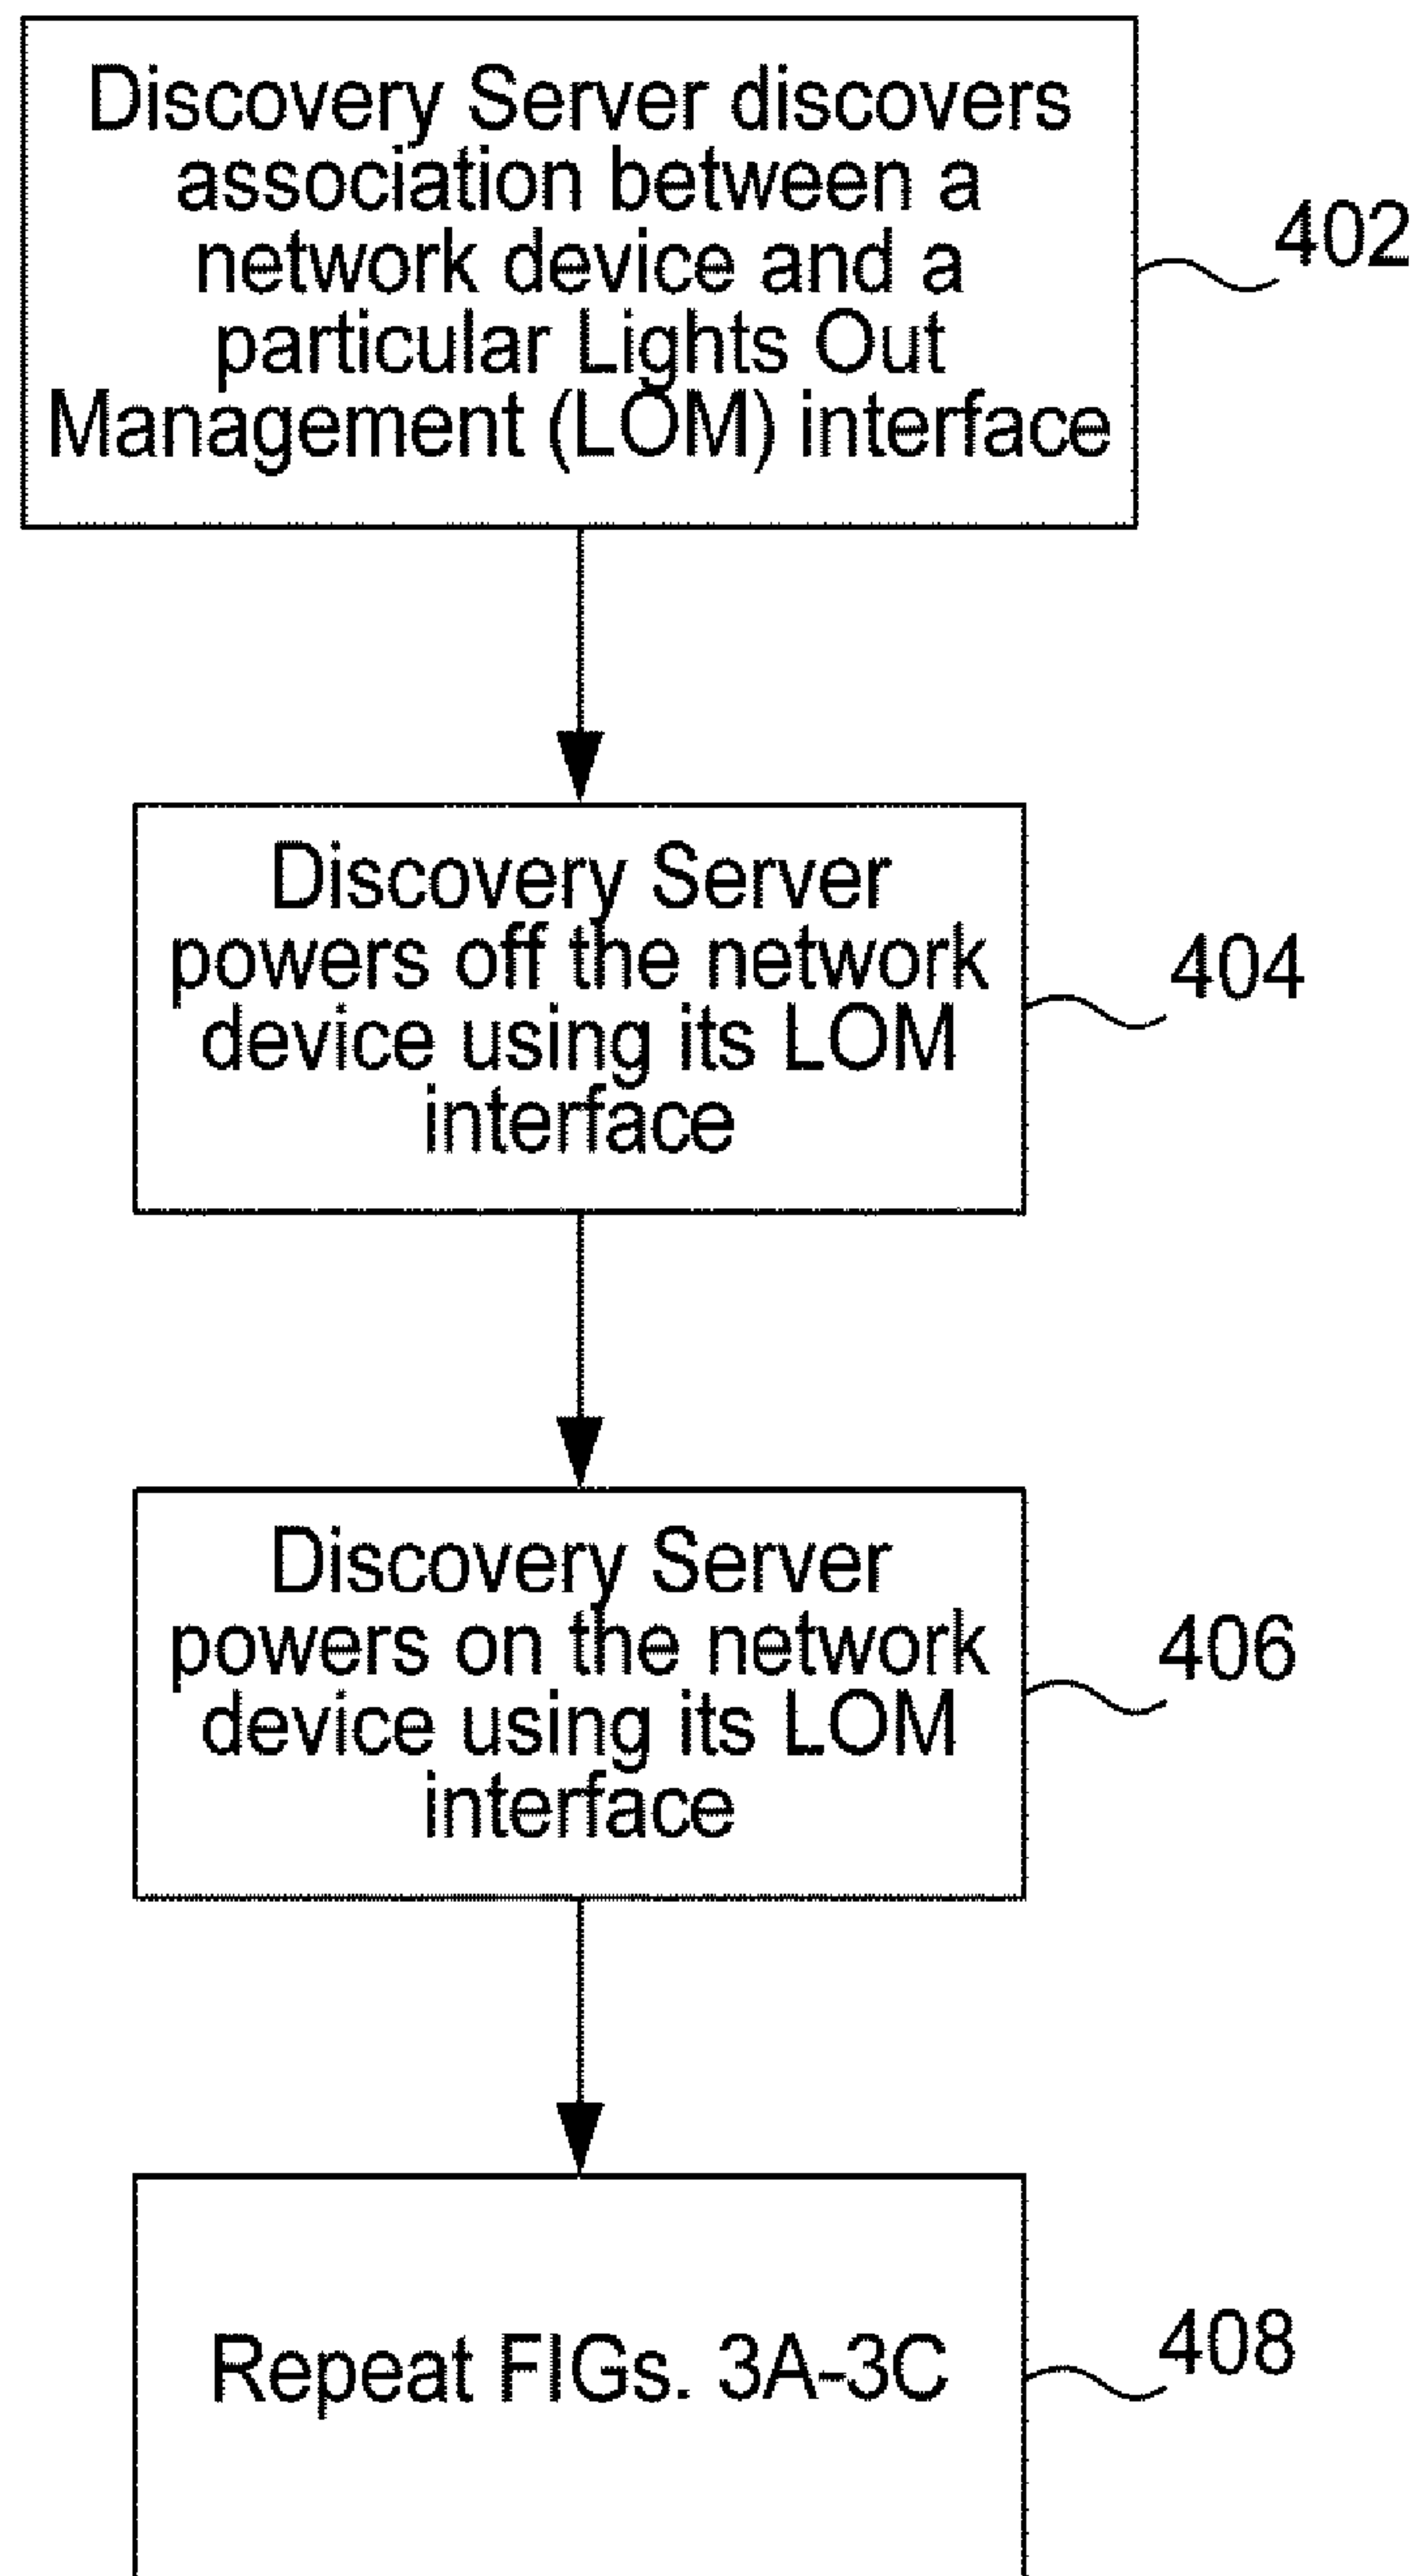 Discovery Server discovers
association between a
network device and a
particular Lights Out
Management (LOM) interface
402
Discovery Server
powers off the network
device using its LOM
interface
404
Discovery Server
powers on the network
device using its LOM
interface
406
Repeat FIGs. 3A-3C
408